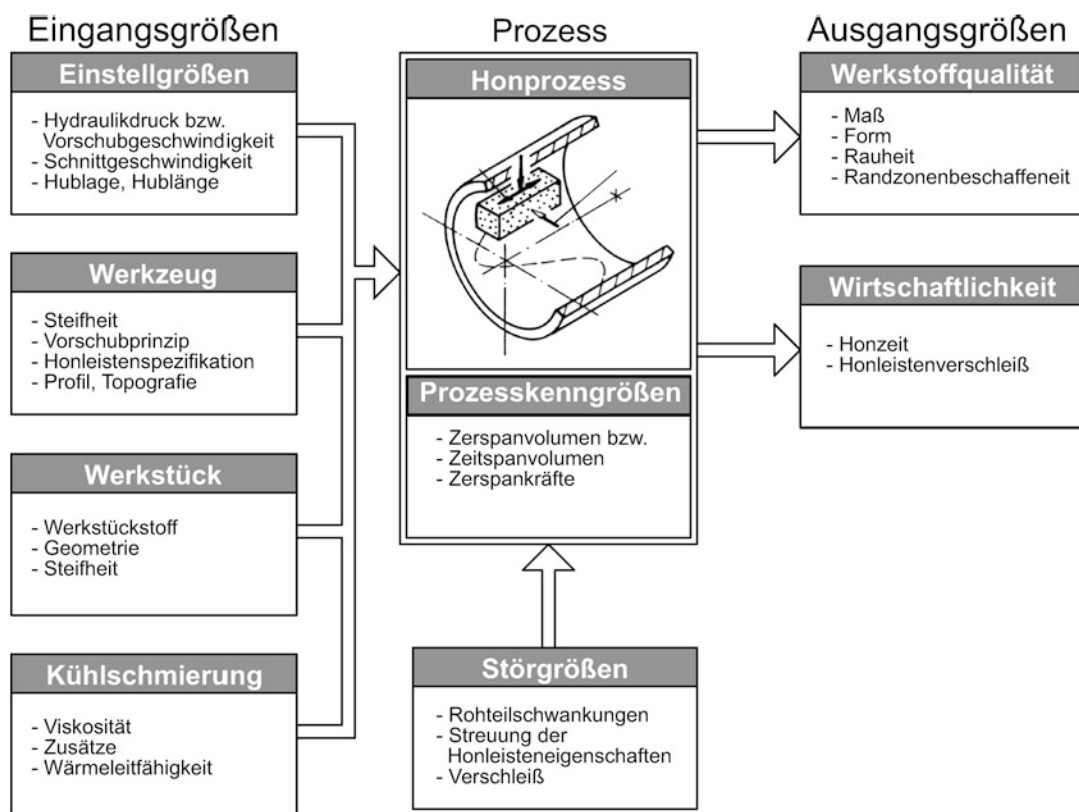 Eingangsgrößen
Einstellgrößen
- Hydraulikdruck bzw.
Vorschubgeschwindigkeit
- Schnittgeschwindigkeit
- Hublage, Hublänge
Werkzeug
- Steifheit
- Vorschubprinzip
- Honleistenspezifikation
- Profil, Topografie
Werkstück
- Werkstückstoff
- Geometrie
- Steifheit
Kühlschmierung
- Viskosität
- Zusätze
- Wärmeleitfähigkeit
Prozess
Honprozess
Prozesskenngrößen
- Zerspanvolumen bzw.
- Zeitspanvolumen
- Zerspankräfte
Störgrößen
- Rohteilschwankungen
- Streuung der
Honleisteneigenschaften
- Verschleiß
Ausgangsgrößen
Werkstoffqualität
- Maß
- Form
- Rauheit
- Randzonenbeschaffeneit
Wirtschaftlichkeit
- Honzeit
- Honleistenverschleiß